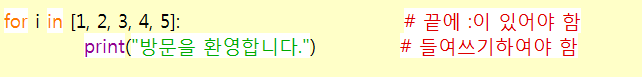 for i in [1, 2, 3, 4, 5]: # 끝에 :이 있어야 함
print("방문을 환영합니다.") # 들여쓰기하여야 함